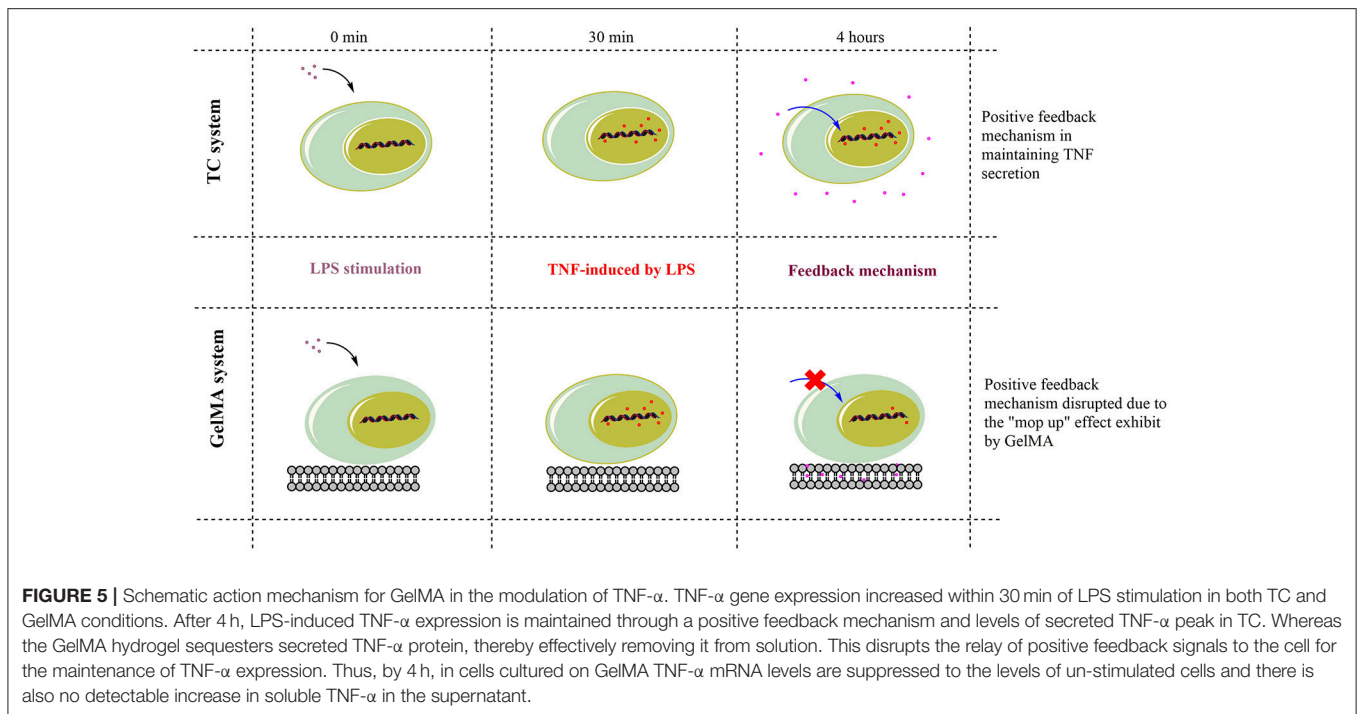 0 min
30 min
4 hours
TC system
Positive feedback
mechanism in
maintaining TNF
secretion
LPS stimulation
TNF-induced by LPS
Feedback mechanism
GelMA system
Positive feedback
mechanism disrupted due to
the "mop up" effect exhibit
by GelMA
FIGURE 5 | Schematic action mechanism for GelMA in the modulation of TNF-α. TNF-α gene expression increased within 30 min of LPS stimulation in both TC and
GelMA conditions. After 4 h, LPS-induced TNF-α expression is maintained through a positive feedback mechanism and levels of secreted TNF-α peak in TC. Whereas
the GelMA hydrogel sequesters secreted TNF-α protein, thereby effectively removing it from solution. This disrupts the relay of positive feedback signals to the cell for
the maintenance of TNF-α expression. Thus, by 4 h, in cells cultured on GelMA TNF-α mRNA levels are suppressed to the levels of un-stimulated cells and there is
also no detectable increase in soluble TNF-α in the supernatant.